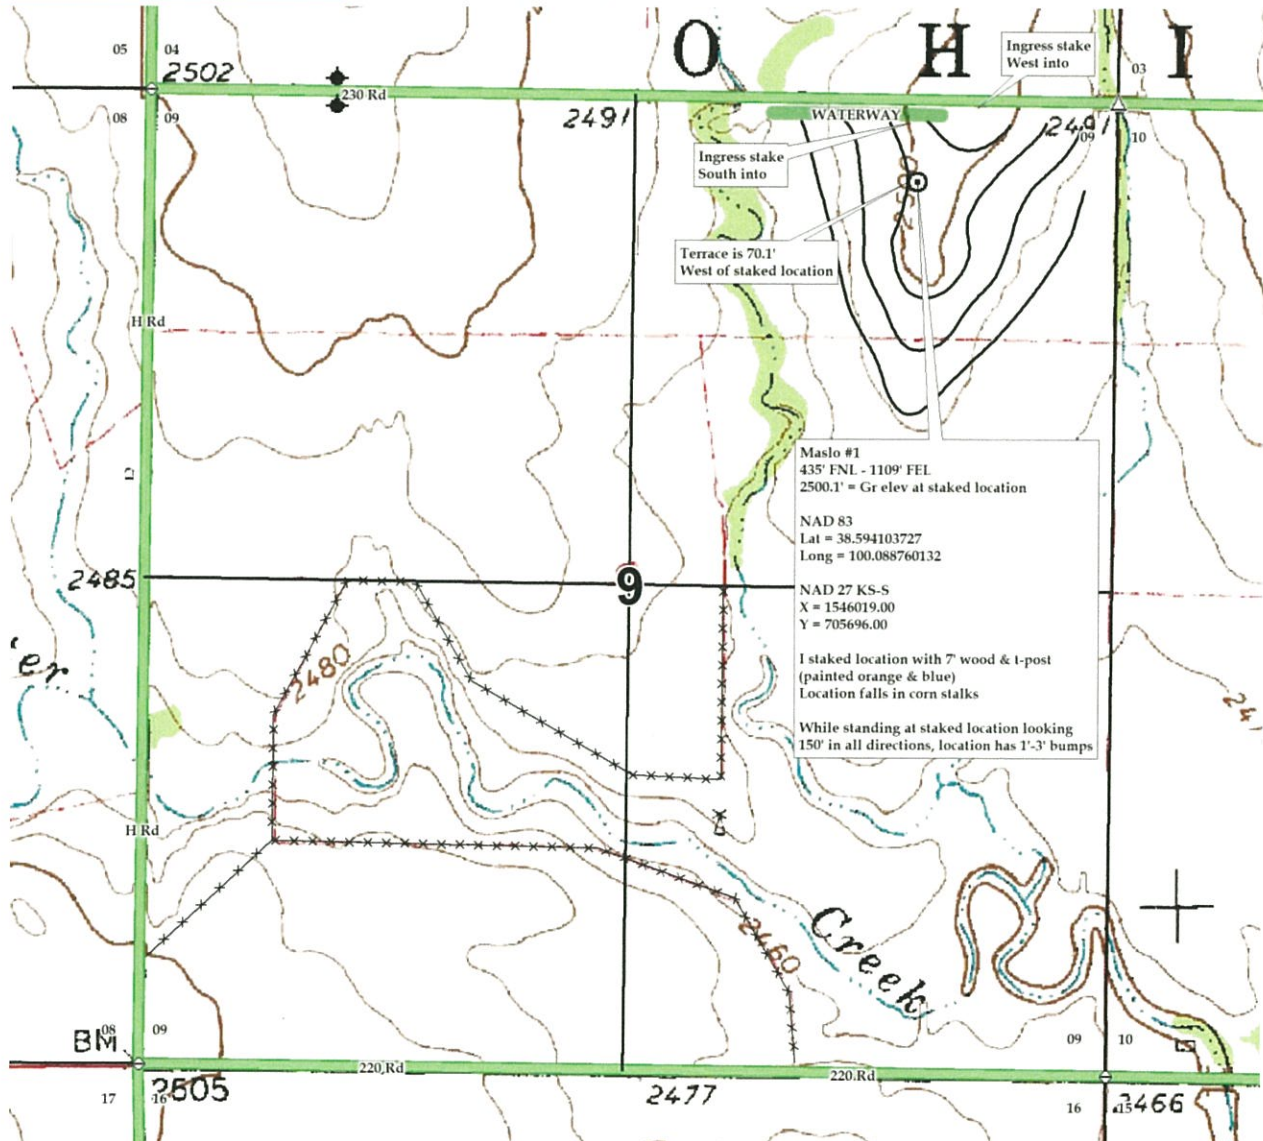 O H I
05 04
03
2502
230 Rd
08 09
2491
WATERWAY
2491
09 10
Ingress stake
West into
Ingress stake
South into
Terrace is 70.1'
West of staked location
H Rd
Maslo #1
435' FNL - 1109' FEL
2500.1' = Gr elev at staked location
NAD 83
Lat = 38.594103727
Long = 100.088760132
NAD 27 KS-S
X = 1546019.00
Y = 705696.00
I staked location with 7' wood & t-post
(painted orange & blue)
Location falls in corn stalks
While standing at staked location looking
150' in all directions, location has 1'-3' bumps
2485
9
er
2480
24
H Rd
2460
Creek
BM
08 09
09 10
220 Rd
220 Rd
17 16
2605
2477
16 15
2466